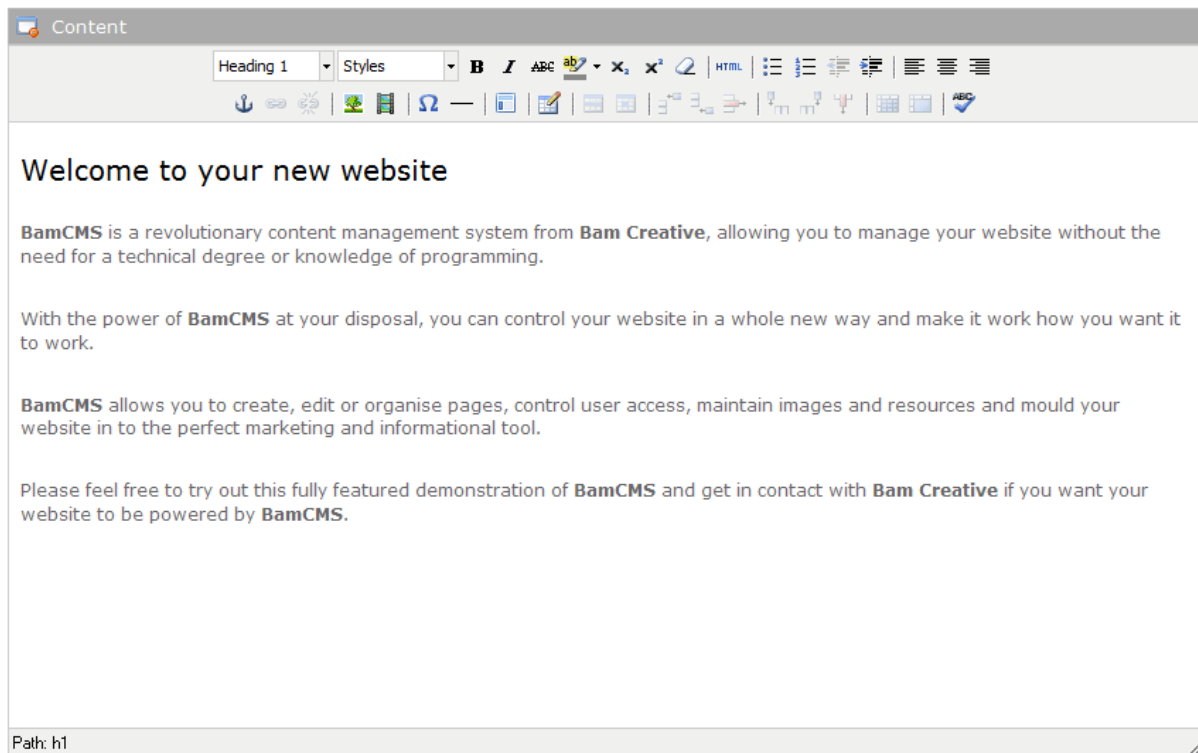 Content
Heading 1 Styles B I ABC ab x₂ x² HTML
Ω ABC
Welcome to your new website
BamCMS is a revolutionary content management system from Bam Creative, allowing you to manage your website without the
need for a technical degree or knowledge of programming.
With the power of BamCMS at your disposal, you can control your website in a whole new way and make it work how you want it
to work.
BamCMS allows you to create, edit or organise pages, control user access, maintain images and resources and mould your
website in to the perfect marketing and informational tool.
Please feel free to try out this fully featured demonstration of BamCMS and get in contact with Bam Creative if you want your
website to be powered by BamCMS.
Path: h1